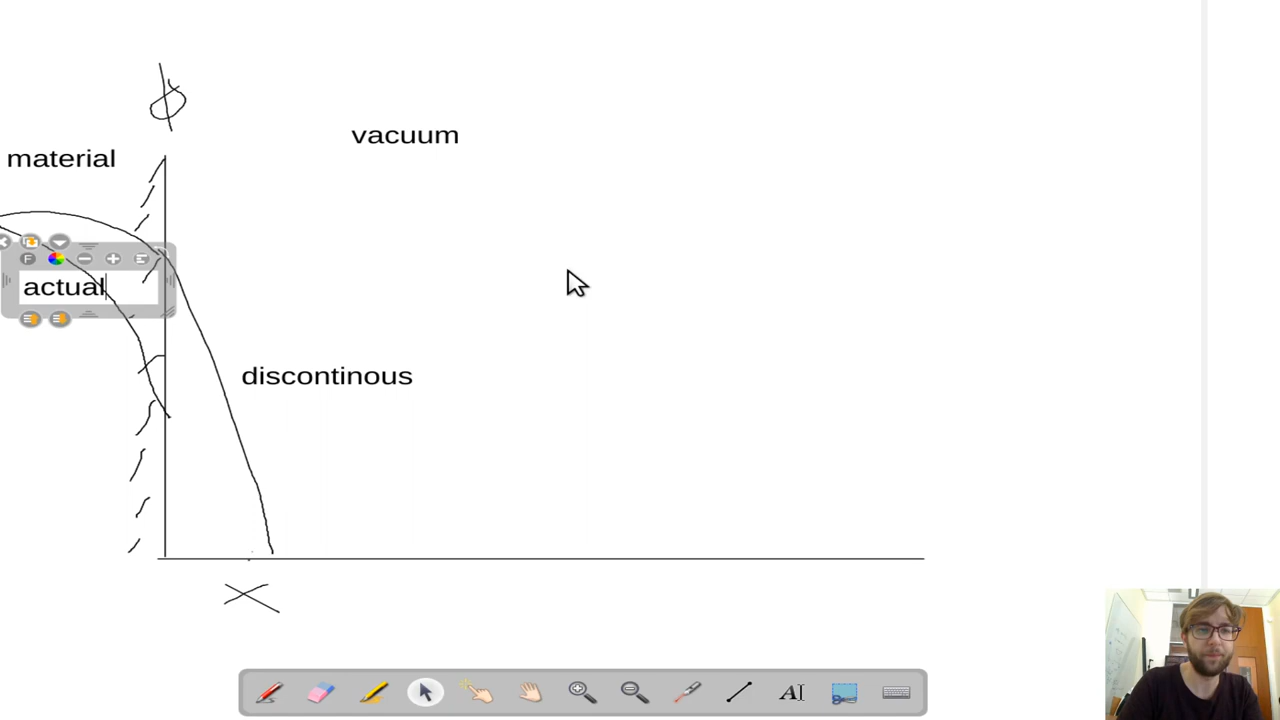 ϕ
vacuum
material
actual
discontinous
x